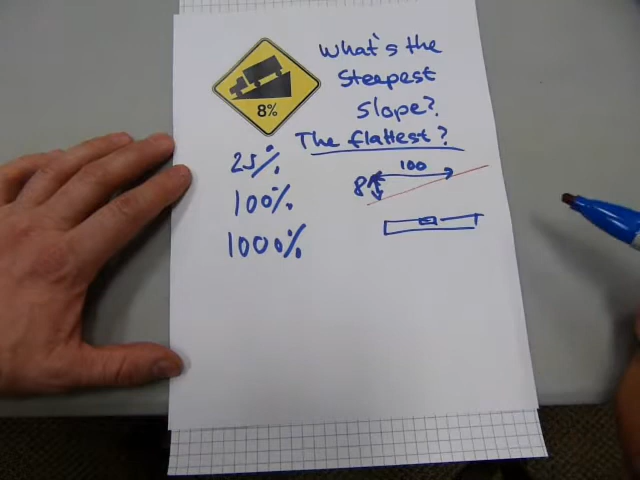 What's the
Steepest
8%
Slope?
The flattest?
25%
100
100%
8
1000%